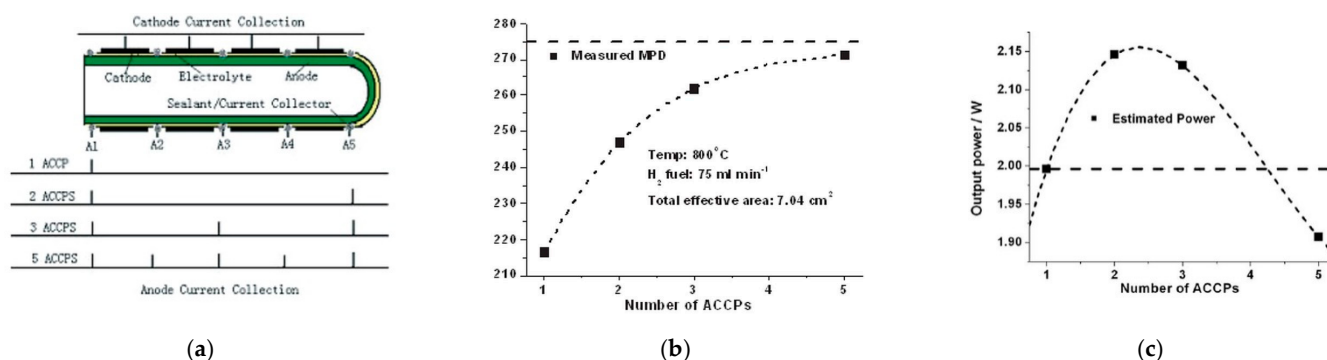 Cathode Current Collection
Cathode Electrolyte Anode
Sealant/Current Collector
A1 A2 A3 A4 A5
1 ACCP
2 ACCPS
3 ACCPS
5 ACCPS
Anode Current Collection
(a)
280
275
270
260
250
240
230
220
210
Measured MPD
Temp: 800°C
H₂ fuel: 75 ml min⁻¹
Total effective area: 7.04 cm²
1 2 3 4 5
Number of ACCPs
(b)
Output power / W
2.15
2.10
2.05
2.00
1.95
1.90
Estimated Power
1 2 3 4 5
Number of ACCPs
(c)